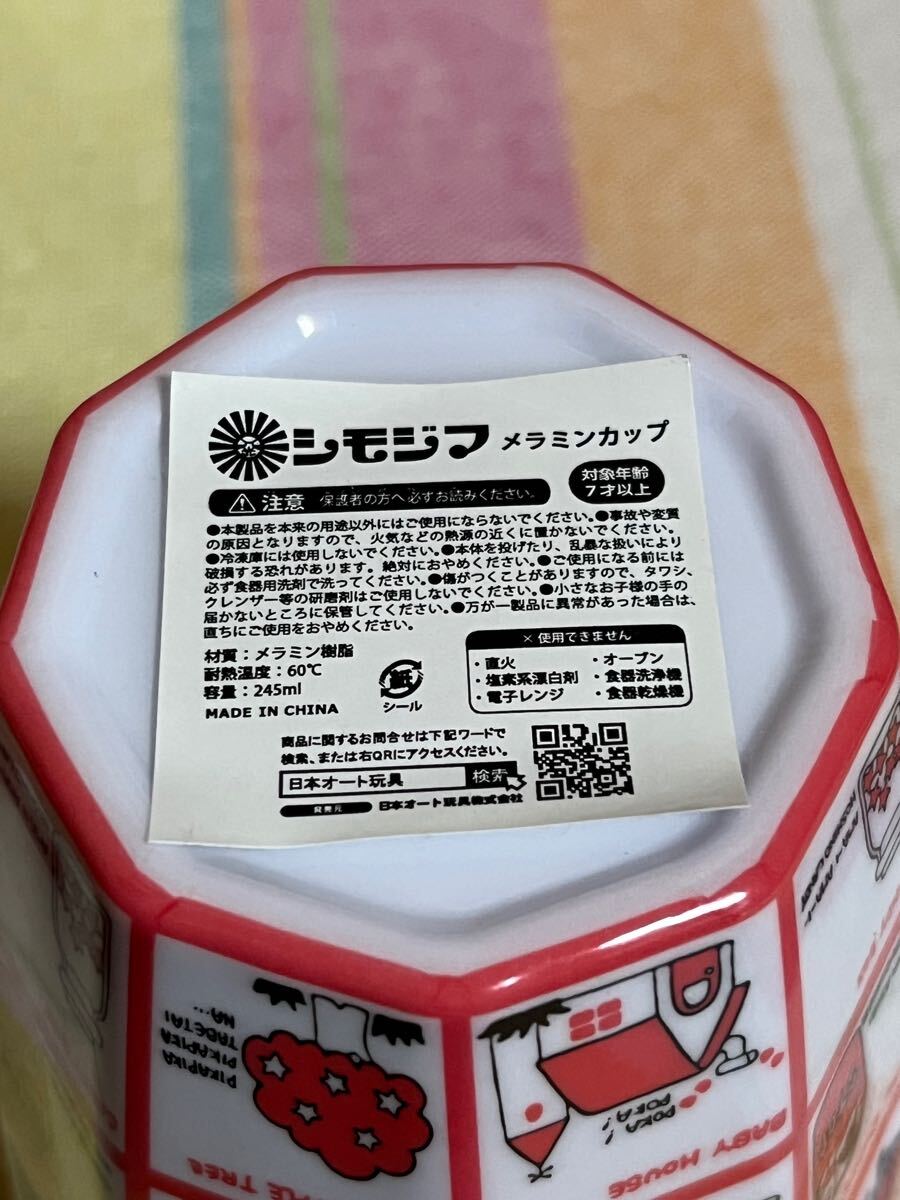 シモジマ メラミンカップ
⚠ 注意 保護者の方へ必ずお読みください。
対象年齢
7才以上
●本製品を本来の用途以外にはご使用にならないでください。●事故や変質
の原因となりますので、火気などの熱源の近くに置かないでください。
●冷凍庫には使用しないでください。●本体を投げたり、乱暴な扱いにより
破損する恐れがあります。絶対におやめください。●ご使用になる前には
必ず食器用洗剤で洗ってください。●傷がつくことがありますので、タワシ、
クレンザー等の研磨剤はご使用しないでください。●小さなお子様の手の
届かないところに保管してください。●万が一製品に異常があった場合は、
直ちにご使用をおやめください。
材質：メラミン樹脂
耐熱温度：60℃
容量：245ml
MADE IN CHINA
紙
シール
×使用できません
・直火
・オーブン
・塩素系漂白剤
・食器洗浄機
・電子レンジ
・食器乾燥機
商品に関するお問合せは下記ワードで
検索、または右QRにアクセスください。
日本オート玩具 検索
発売元 日本オート玩具株式会社
PIKAPIKA
PIKAPIKA
TABETAI
NA...
POKA!
POKA!
BABY HOUSE